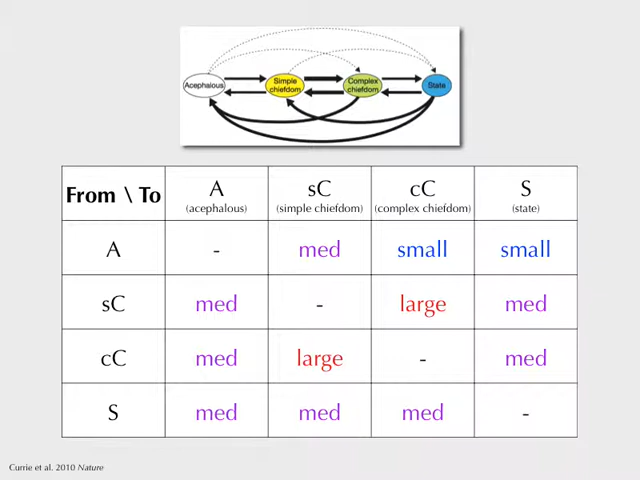 Acephalous
Simple
chiefdom
Complex
chiefdom
State
From \ To
A
(acephalous)
sC
(simple chiefdom)
cC
(complex chiefdom)
S
(state)
A - med small small
sC med - large med
cC med large - med
S med med med -
Currie et al. 2010 Nature